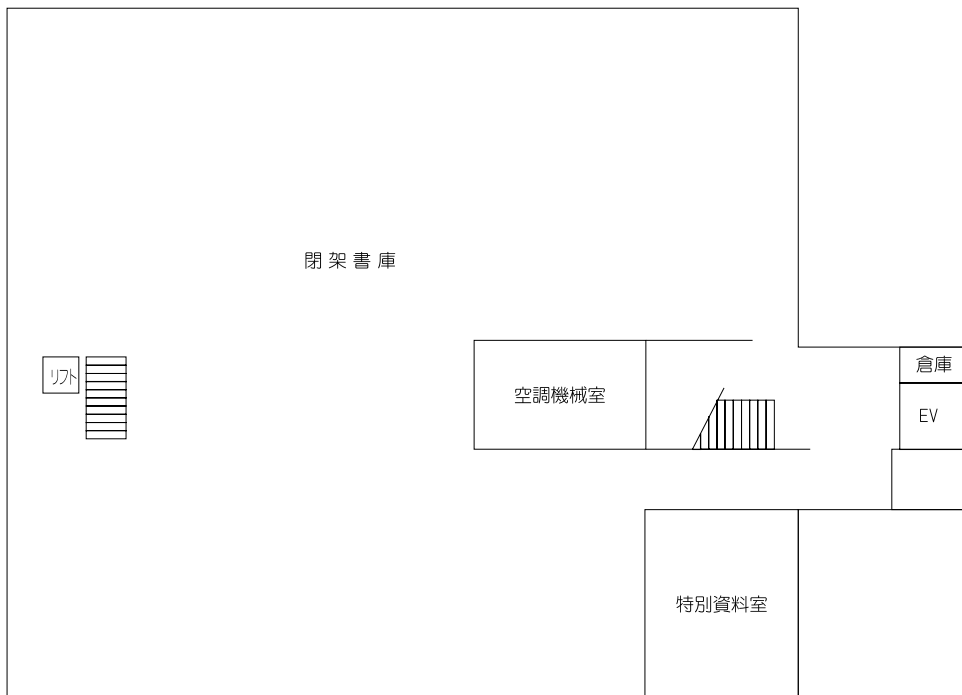 閉架書庫
倉庫
リフト
空調機械室
EV
特別資料室